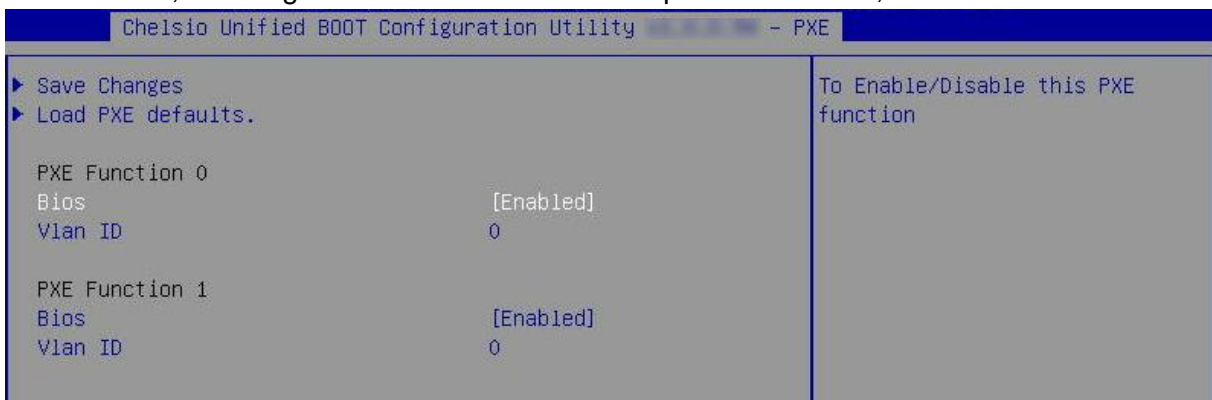 Chelsio Unified BOOT Configuration Utility - PXE
Save Changes
Load PXE defaults.
To Enable/Disable this PXE
function
PXE Function 0
Bios [Enabled]
Vlan ID 0
PXE Function 1
Bios [Enabled]
Vlan ID 0